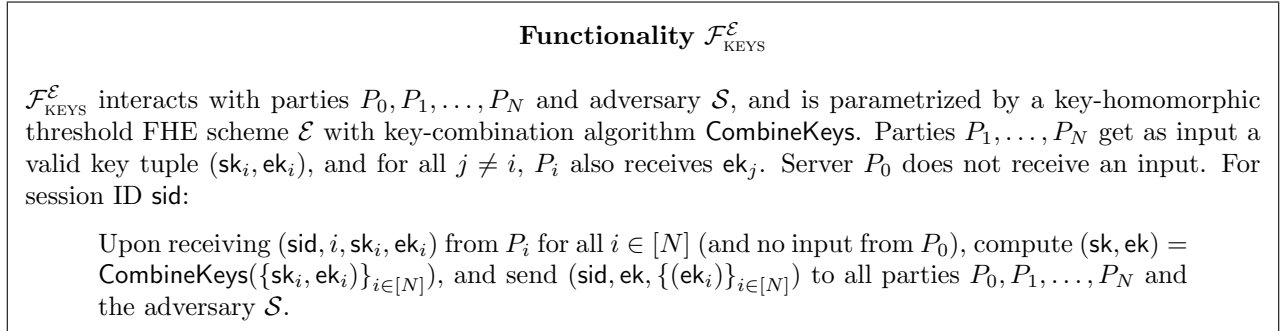 Functionality $\mathcal{F}_{\text{KEYS}}^{\mathcal{E}}$
$\mathcal{F}_{\text{KEYS}}^{\mathcal{E}}$ interacts with parties $P_0, P_1, \ldots, P_N$ and adversary $\mathcal{S}$, and is parametrized by a key-homomorphic
threshold FHE scheme $\mathcal{E}$ with key-combination algorithm CombineKeys. Parties $P_1, \ldots, P_N$ get as input a
valid key tuple $(\mathsf{sk}_i, \mathsf{ek}_i)$, and for all $j \neq i$, $P_i$ also receives $\mathsf{ek}_j$. Server $P_0$ does not receive an input. For
session ID sid:
Upon receiving $(\mathsf{sid}, i, \mathsf{sk}_i, \mathsf{ek}_i)$ from $P_i$ for all $i \in [N]$ (and no input from $P_0$), compute $(\mathsf{sk}, \mathsf{ek}) =$
$\mathsf{CombineKeys}(\{\mathsf{sk}_i, \mathsf{ek}_i)\}_{i \in [N]})$, and send $(\mathsf{sid}, \mathsf{ek}, \{(\mathsf{ek}_i)\}_{i \in [N]})$ to all parties $P_0, P_1, \ldots, P_N$ and
the adversary $\mathcal{S}$.